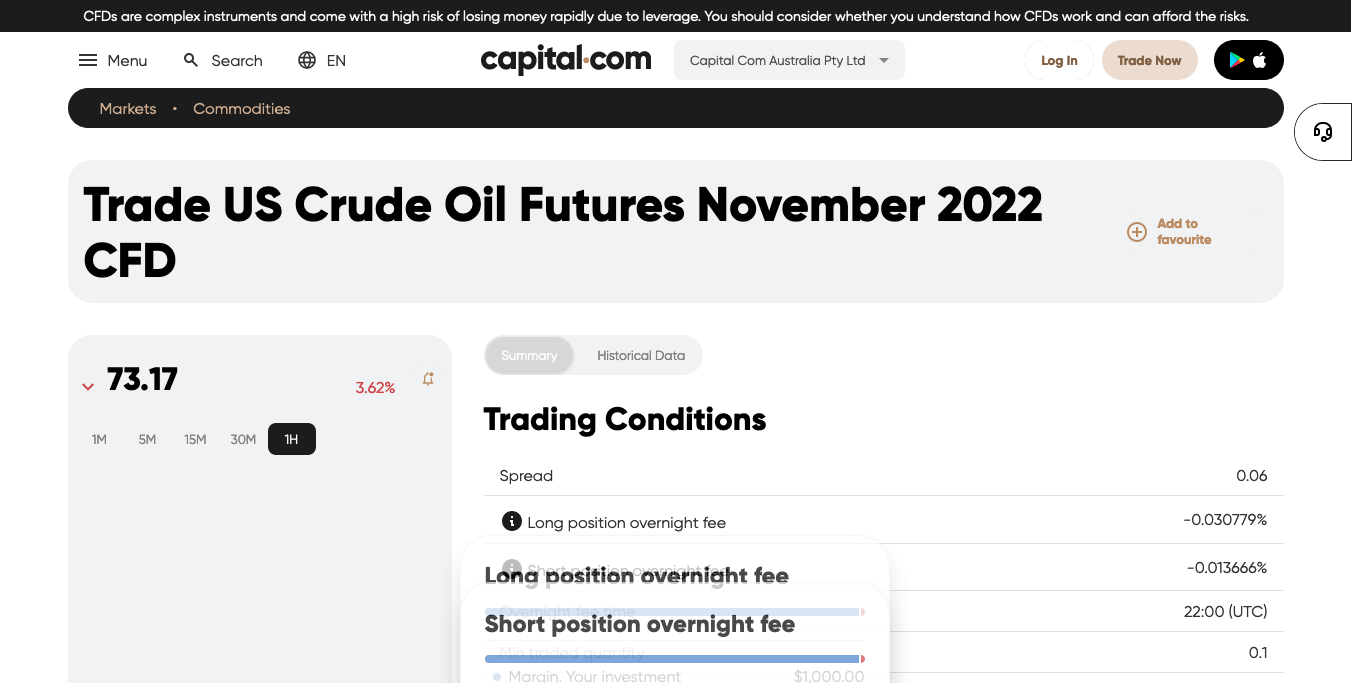 CFDs are complex instruments and come with a high risk of losing money rapidly due to leverage. You should consider whether you understand how CFDs work and can afford the risks.
Menu
Search
EN
capital.com
Capital Com Australia Pty Ltd
Log In
Trade Now
Markets • Commodities
Trade US Crude Oil Futures November 2022
CFD
Add to
favourite
73.17
3.62%
1M 5M 15M 30M 1H
Summary
Historical Data
Trading Conditions
Spread 0.06
Long position overnight fee -0.030779%
Short position overnight fee -0.013666%
Long position overnight fee
Overnight fee time 22:00 (UTC)
Short position overnight fee
Min traded quantity 0.1
Margin. Your investment $1,000.00